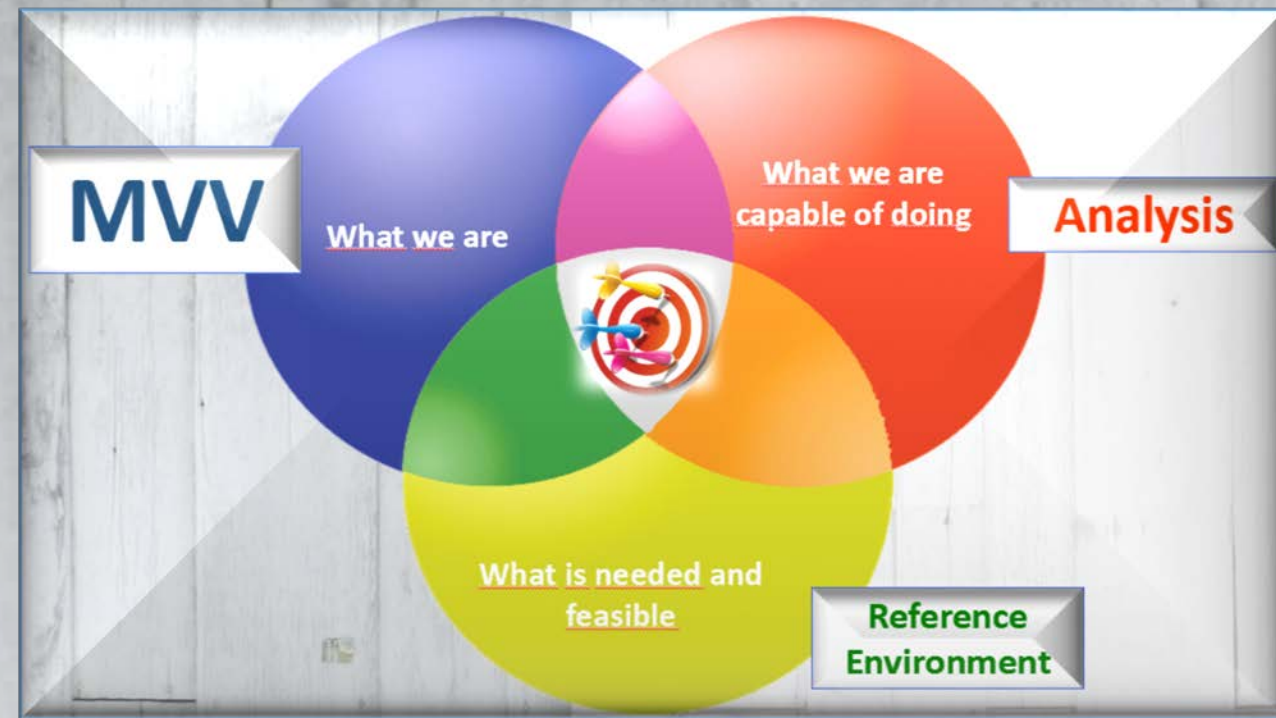 MVV
What we are
What we are
capable of doing
Analysis
What is needed and
feasible
Reference
Environment